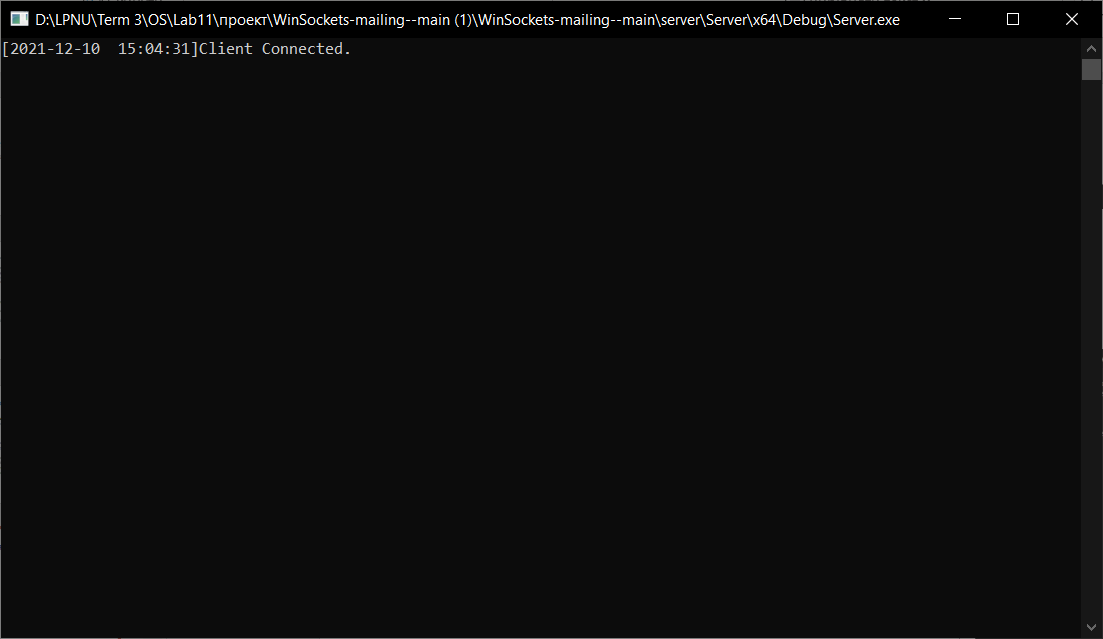 D:\LPNU\Term 3\OS\Lab11\проект\WinSockets-mailing--main (1)\WinSockets-mailing--main\server\Server\x64\Debug\Server.exe
[2021-12-10  15:04:31]Client Connected.